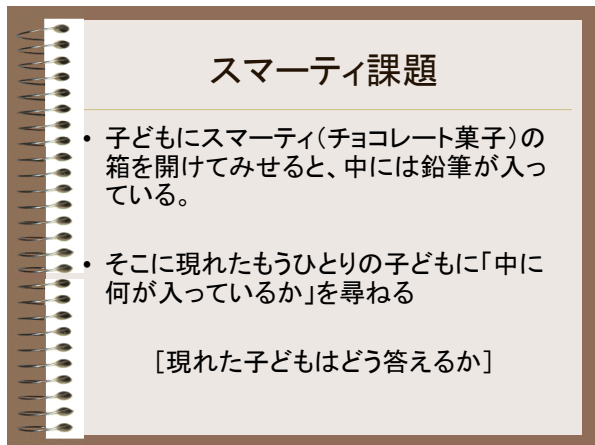 スマーティ課題
• 子どもにスマーティ(チョコレート菓子)の
箱を開けてみせると、中には鉛筆が入っ
ている。
• そこに現れたもうひとりの子どもに「中に
何が入っているか」を尋ねる
[現れた子どもはどう答えるか]